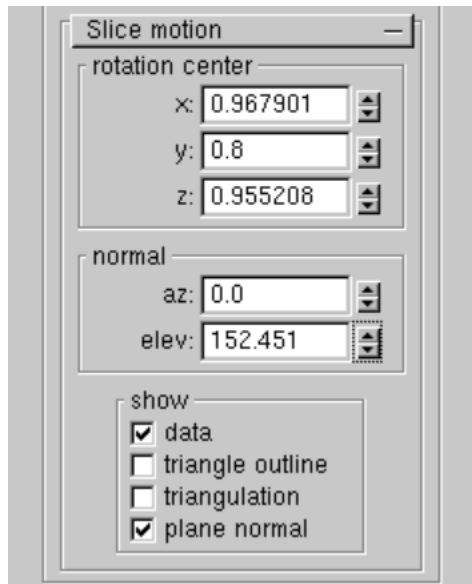 Slice motion
rotation center
x: 0.967901
y: 0.8
z: 0.955208
normal
az: 0.0
elev: 152.451
show
data
triangle outline
triangulation
plane normal